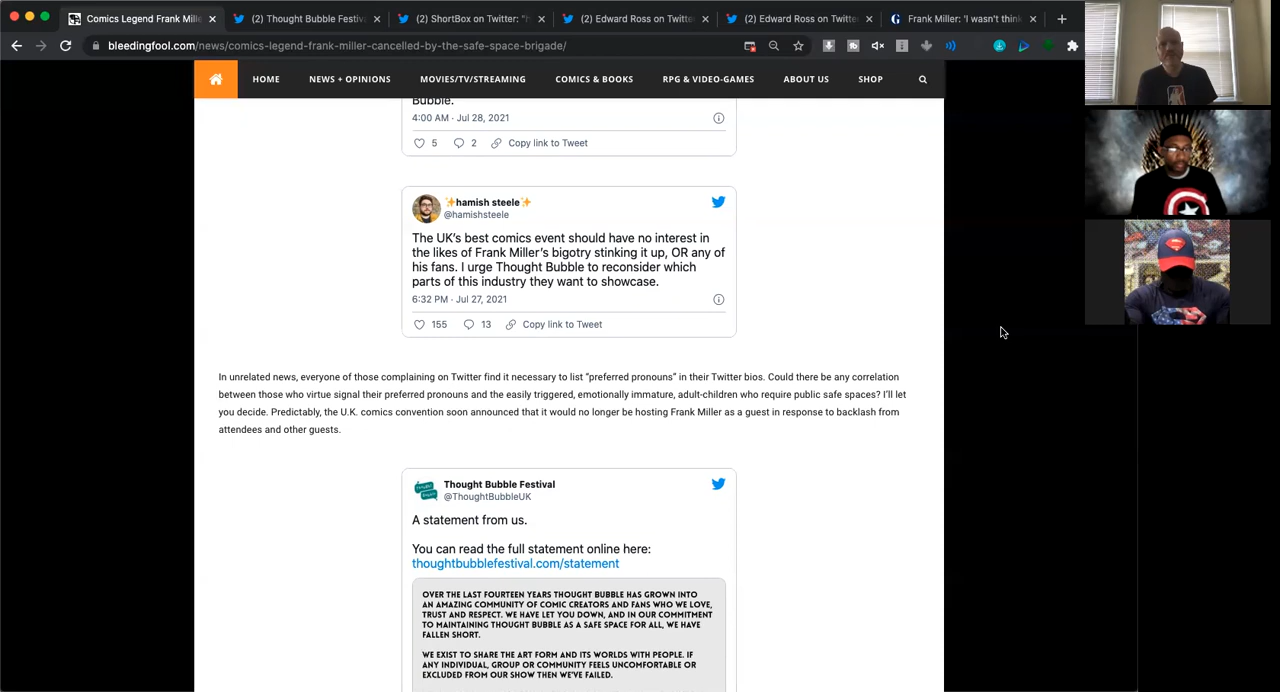 Comics Legend Frank Mille
(2) Thought Bubble Festiv
(2) ShortBox on Twitter: "
(2) Edward Ross on Twitte
(2) Edward Ross on Twitte
Frank Miller: 'I wasn't think
bleedingfool.com/news/comics-legend-frank-miller-cancelled-by-the-safe-space-brigade/
HOME NEWS + OPINIONS MOVIES/TV/STREAMING COMICS & BOOKS RPG & VIDEO-GAMES ABOUT US SHOP
Bubble.
4:00 AM · Jul 28, 2021
5 2 Copy link to Tweet
✨hamish steele✨
@hamishsteele
The UK's best comics event should have no interest in
the likes of Frank Miller's bigotry stinking it up, OR any of
his fans. I urge Thought Bubble to reconsider which
parts of this industry they want to showcase.
6:32 PM · Jul 27, 2021
155 13 Copy link to Tweet
In unrelated news, everyone of those complaining on Twitter find it necessary to list "preferred pronouns" in their Twitter bios. Could there be any correlation
between those who virtue signal their preferred pronouns and the easily triggered, emotionally immature, adult-children who require public safe spaces? I'll let
you decide. Predictably, the U.K. comics convention soon announced that it would no longer be hosting Frank Miller as a guest in response to backlash from
attendees and other guests.
Thought Bubble Festival
@ThoughtBubbleUK
A statement from us.
You can read the full statement online here:
thoughtbubblefestival.com/statement
OVER THE LAST FOURTEEN YEARS THOUGHT BUBBLE HAS GROWN INTO
AN AMAZING COMMUNITY OF COMIC CREATORS AND FANS WHO WE LOVE,
TRUST AND RESPECT. WE HAVE LET YOU DOWN, AND IN OUR COMMITMENT
TO MAINTAINING THOUGHT BUBBLE AS A SAFE SPACE FOR ALL, WE HAVE
FALLEN SHORT.
WE EXIST TO SHARE THE ART FORM AND ITS WORLDS WITH PEOPLE. IF
ANY INDIVIDUAL, GROUP OR COMMUNITY FEELS UNCOMFORTABLE OR
EXCLUDED FROM OUR SHOW THEN WE'VE FAILED.